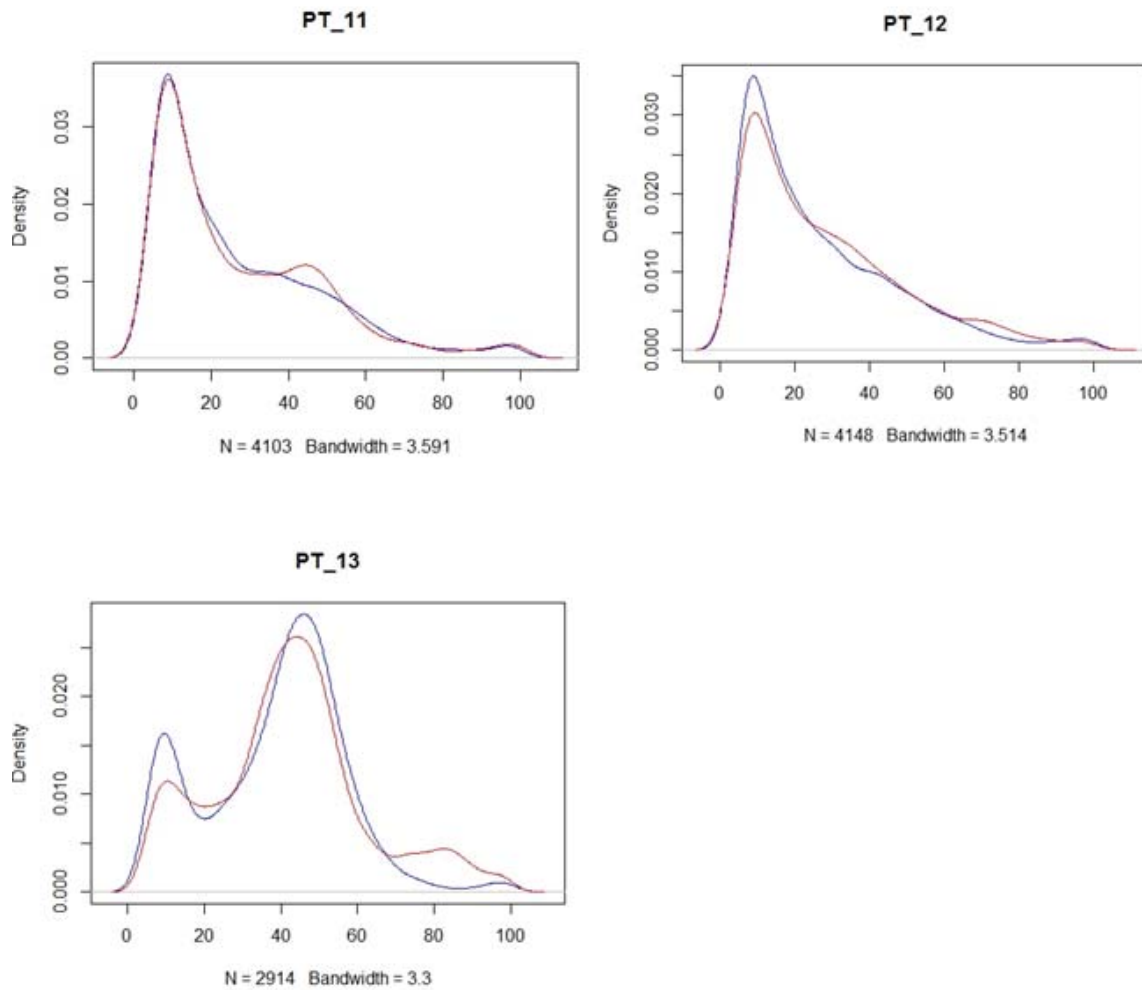 PT_11
Density
0.00 0.01 0.02 0.03
0 20 40 60 80 100
N = 4103 Bandwidth = 3.591
PT_12
Density
0.000 0.010 0.020 0.030
0 20 40 60 80 100
N = 4148 Bandwidth = 3.514
PT_13
Density
0.000 0.010 0.020
0 20 40 60 80 100
N = 2914 Bandwidth = 3.3